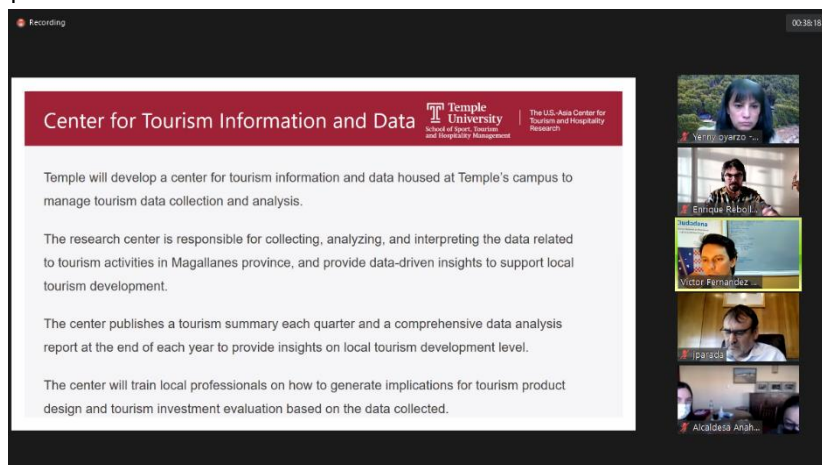 Recording
00:38:18
Center for Tourism Information and Data
Temple
University
School of Sport, Tourism
and Hospitality Management
The U.S.-Asia Center for
Tourism and Hospitality
Research
Temple will develop a center for tourism information and data housed at Temple's campus to
manage tourism data collection and analysis.
The research center is responsible for collecting, analyzing, and interpreting the data related
to tourism activities in Magallanes province, and provide data-driven insights to support local
tourism development.
The center publishes a tourism summary each quarter and a comprehensive data analysis
report at the end of each year to provide insights on local tourism development level.
The center will train local professionals on how to generate implications for tourism product
design and tourism investment evaluation based on the data collected.
Yenny oyarzo -...
Enrique Reboll...
Ciudadana
Victor Fernandez ...
iparada
Alcaldesa Anah...